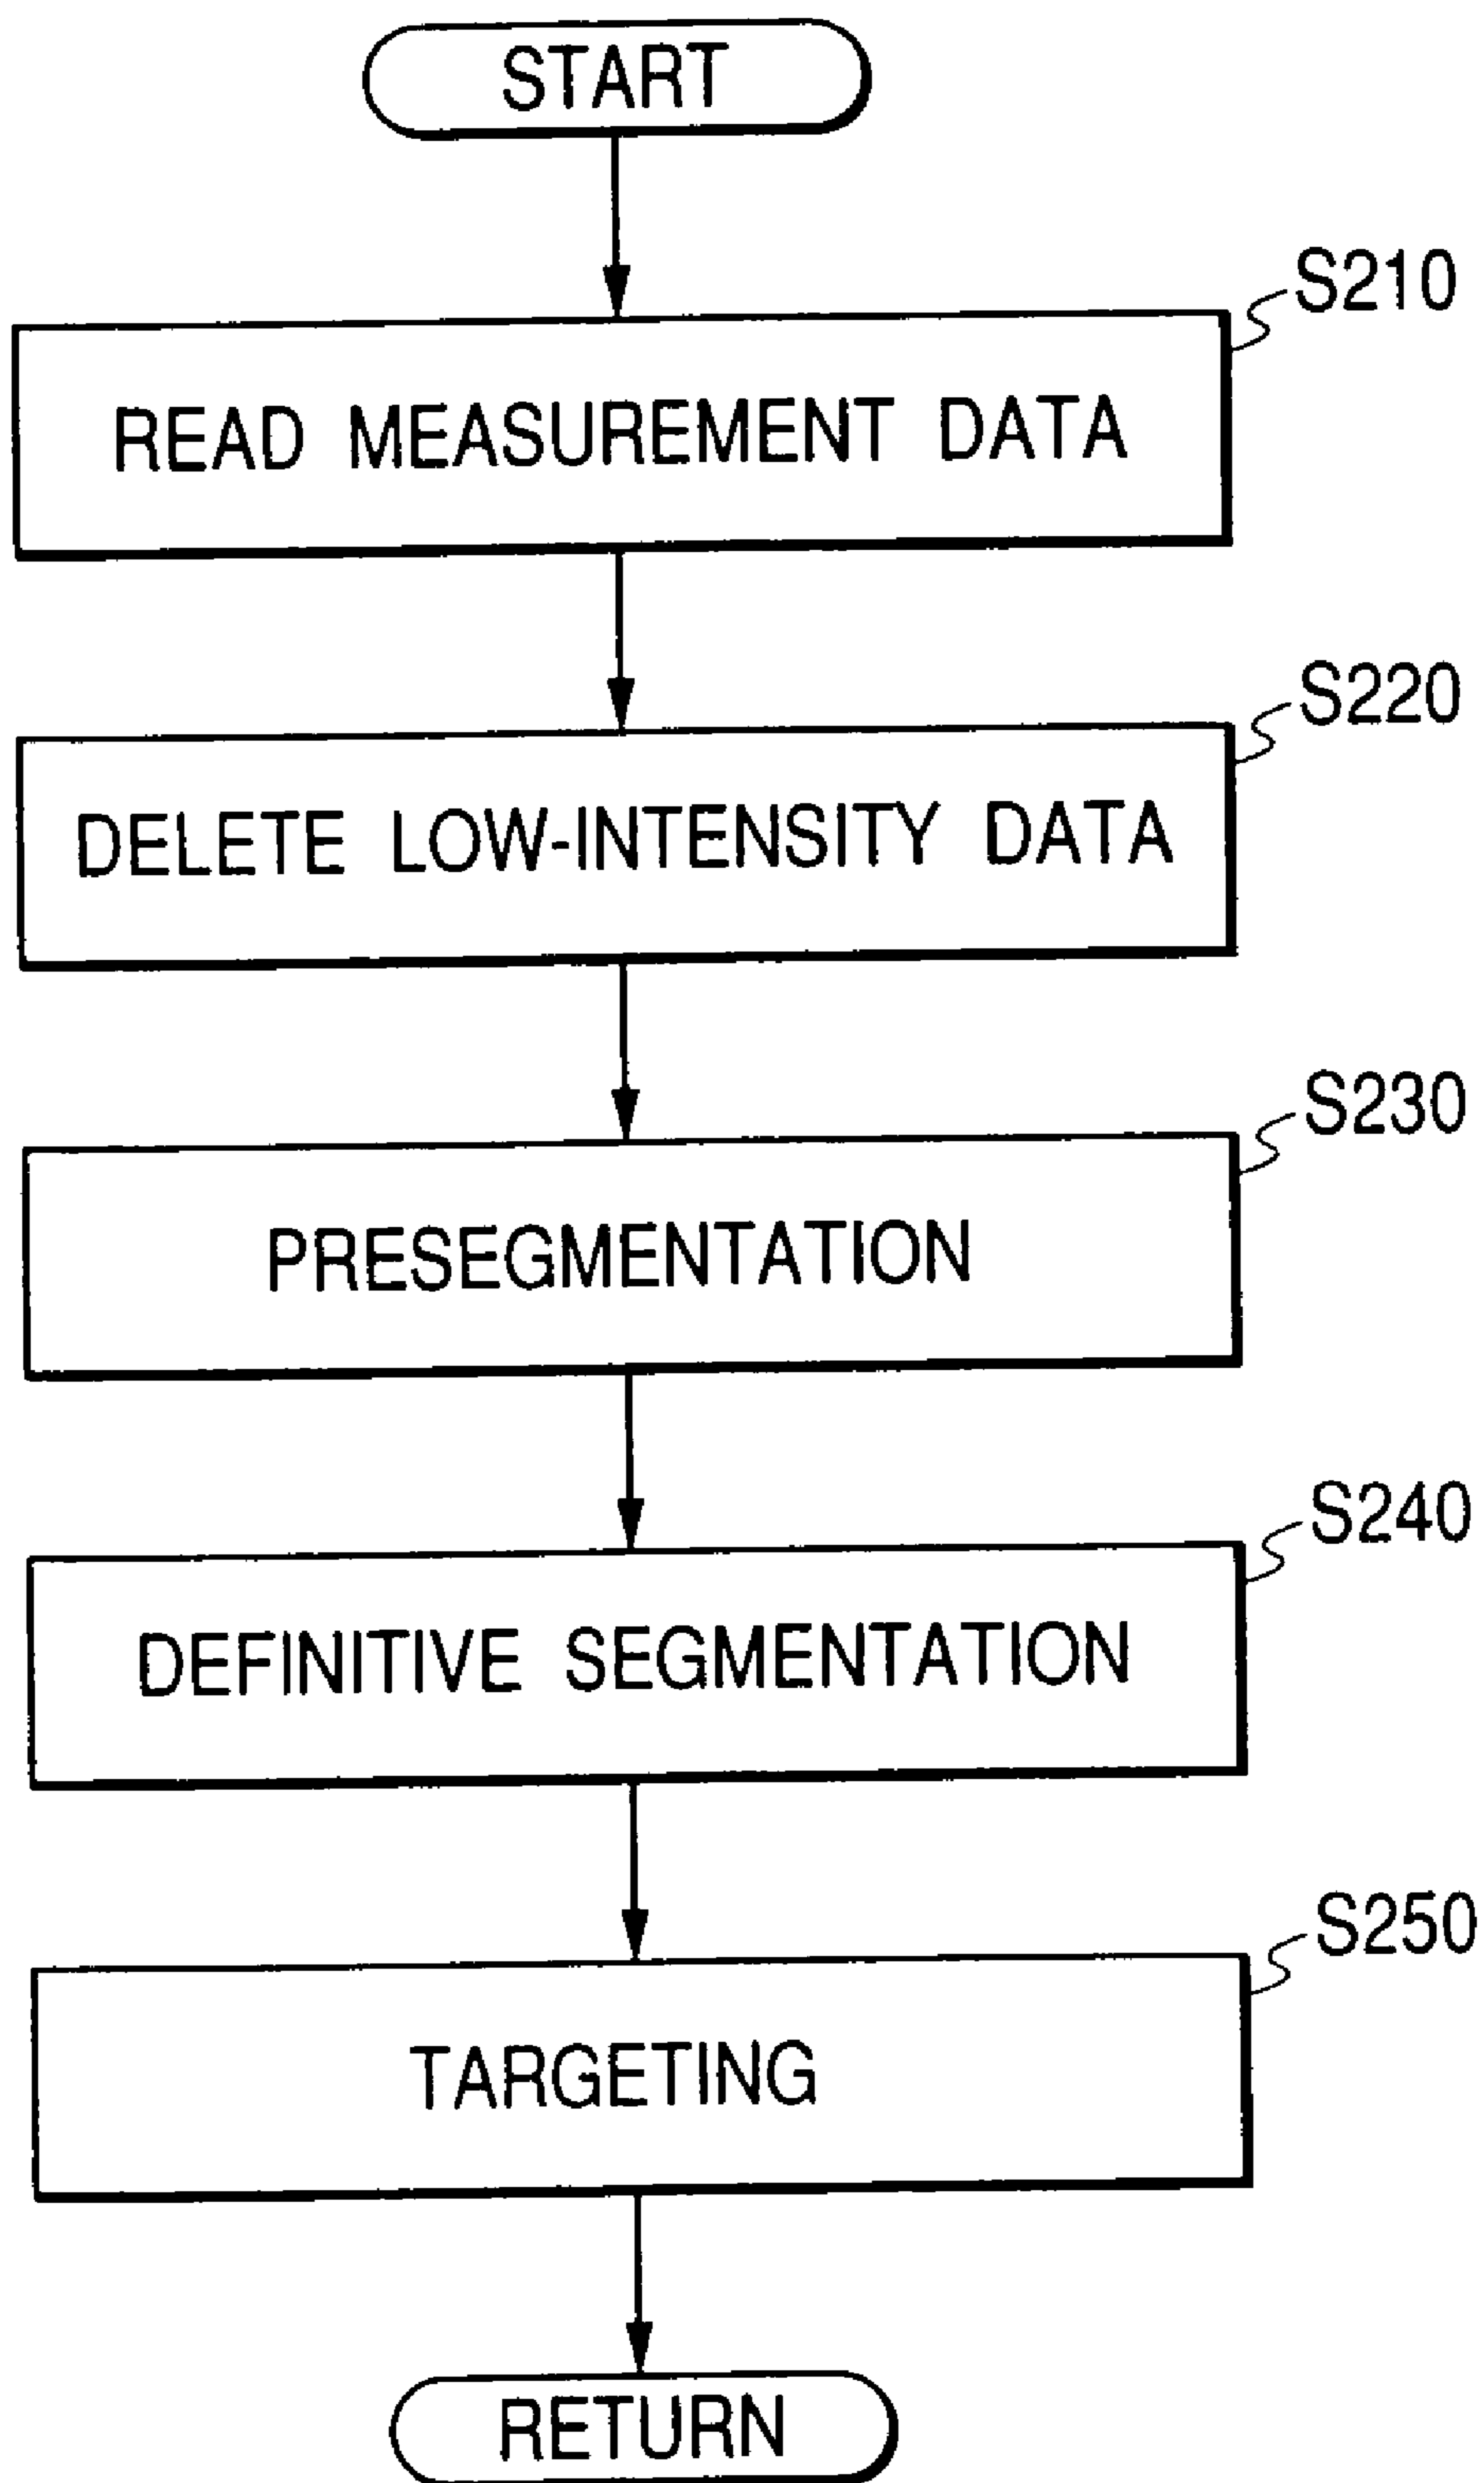 START
S210
READ MEASUREMENT DATA
S220
DELETE LOW-INTENSITY DATA
S230
PRESEGMENTATION
S240
DEFINITIVE SEGMENTATION
S250
TARGETING
RETURN